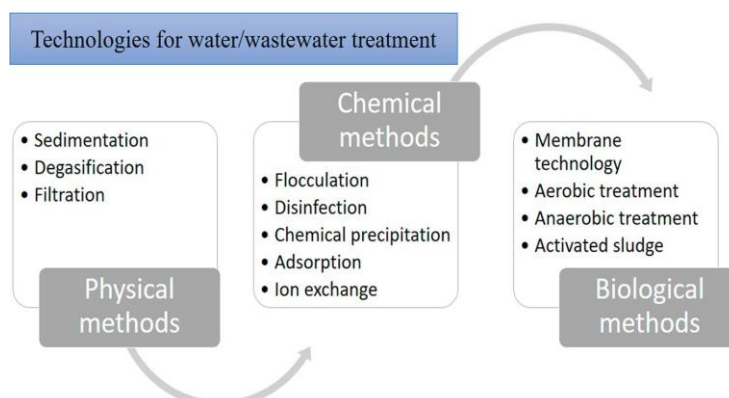 Technologies for water/wastewater treatment
• Sedimentation
• Degasification
• Filtration
Physical
methods
Chemical
methods
• Flocculation
• Disinfection
• Chemical precipitation
• Adsorption
• Ion exchange
• Membrane
technology
• Aerobic treatment
• Anaerobic treatment
• Activated sludge
Biological
methods